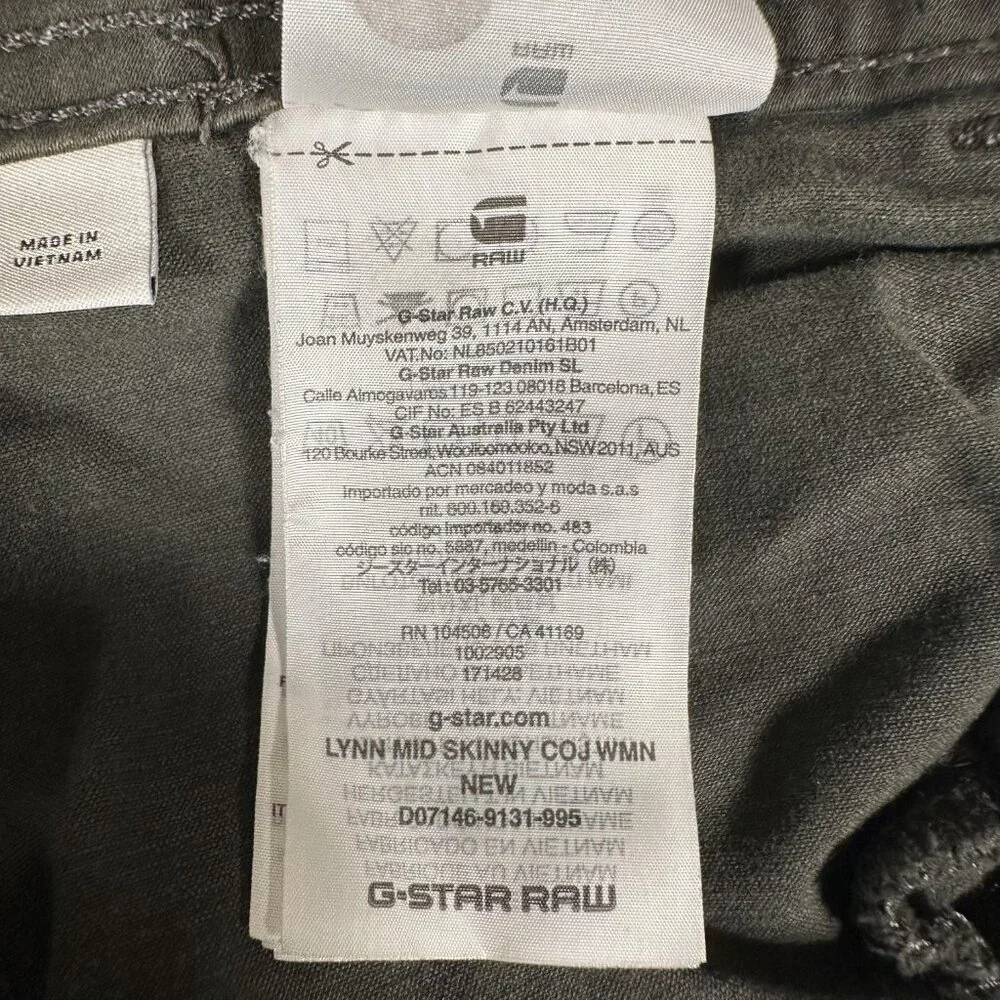 RAW
MADE IN
VIETNAM
RAW
G-Star Raw C.V. (H.Q.)
Joan Muyskenweg 39, 1114 AN, Amsterdam, NL
VAT.No: NL850210161B01
G-Star Raw Denim SL
Calle Almogavares 119-123 08018 Barcelona, ES
CIF No: ES B 62443247
G-Star Australia Pty Ltd
120 Bourke Street, Woolloomooloo, NSW 2011, AUS
ACN 084011852
Importado por mercadeo y moda s.a.s
nit. 800.160.352-6
código importador no. 463
código sic no. 5887, medellin - Colombia
ジースターインターナショナル (株)
Tel : 03-5765-3301
RN 104506 / CA 41169
1002905
171428
g-star.com
LYNN MID SKINNY COJ WMN
NEW
D07146-9131-995
G-STAR RAW